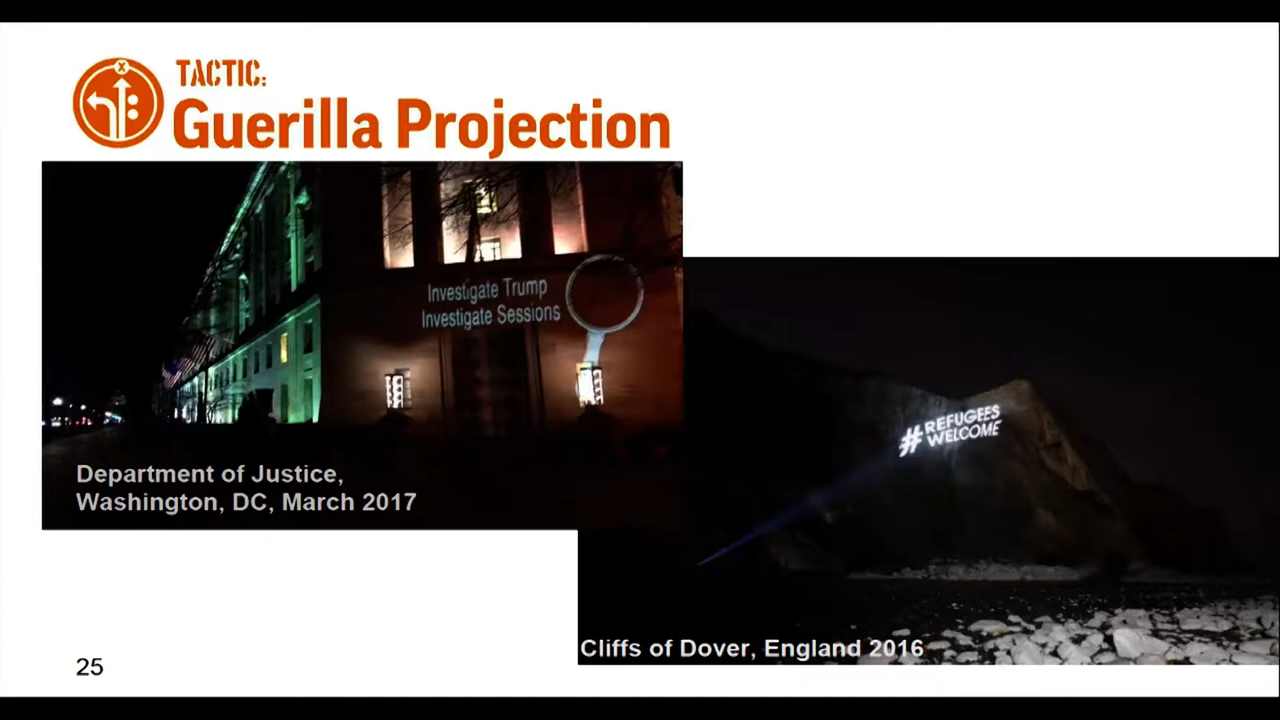 TACTIC:
Guerilla Projection
Investigate Trump
Investigate Sessions
Department of Justice,
Washington, DC, March 2017
#REFUGEES
WELCOME
Cliffs of Dover, England 2016
25